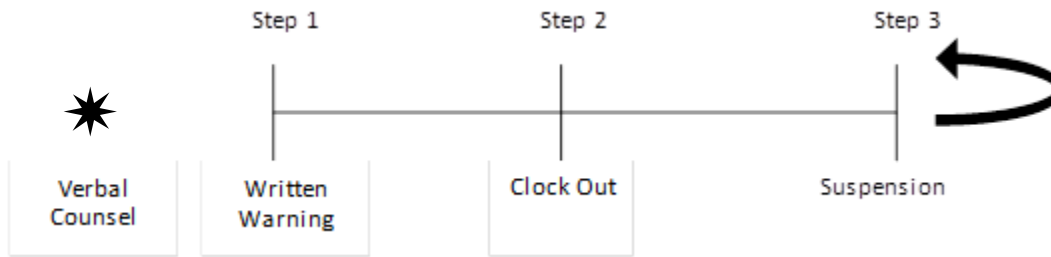 Step 1
Step 2
Step 3
Verbal
Counsel
Written
Warning
Clock Out
Suspension